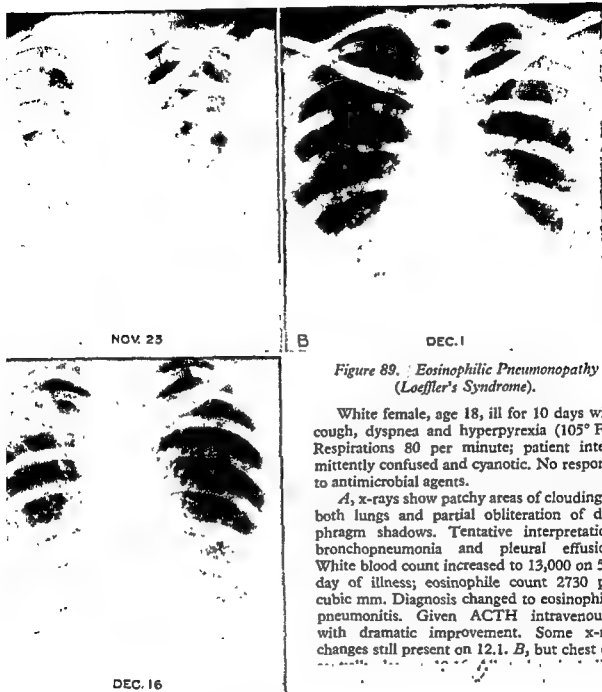 NOV. 23
B
DEC. 1
DEC. 16
Figure 89. Eosinophilic Pneumonopathy
(Loeffler's Syndrome).
White female, age 18, ill for 10 days w
cough, dyspnea and hyperpyrexia (105° F
Respirations 80 per minute; patient inte
mittently confused and cyanotic. No respon
to antimicrobial agents.
A, x-rays show patchy areas of clouding
both lungs and partial obliteration of d
phragm shadows. Tentative interpretatio
bronchopneumonia and pleural effusio
White blood count increased to 13,000 on 5
day of illness; eosinophile count 2730 p
cubic mm. Diagnosis changed to eosinophi
pneumonitis. Given ACTH intravenou
with dramatic improvement. Some x-r
changes still present on 12.1. B, but chest